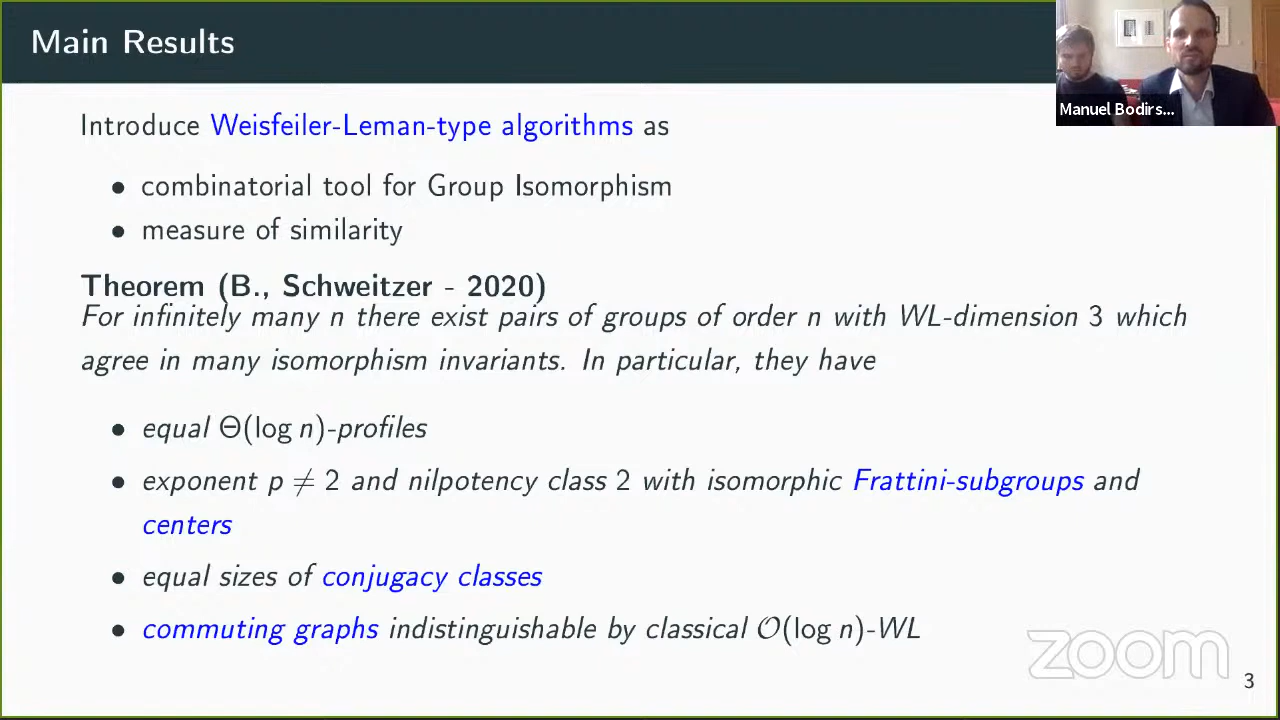 Main Results
Manuel Bodirs...
Introduce Weisfeiler-Leman-type algorithms as
• combinatorial tool for Group Isomorphism
• measure of similarity
Theorem (B., Schweitzer - 2020)
For infinitely many n there exist pairs of groups of order n with WL-dimension 3 which
agree in many isomorphism invariants. In particular, they have
• equal Θ(log n)-profiles
• exponent p ≠ 2 and nilpotency class 2 with isomorphic Frattini-subgroups and
centers
• equal sizes of conjugacy classes
• commuting graphs indistinguishable by classical 𝒪(log n)-WL
zoom
3